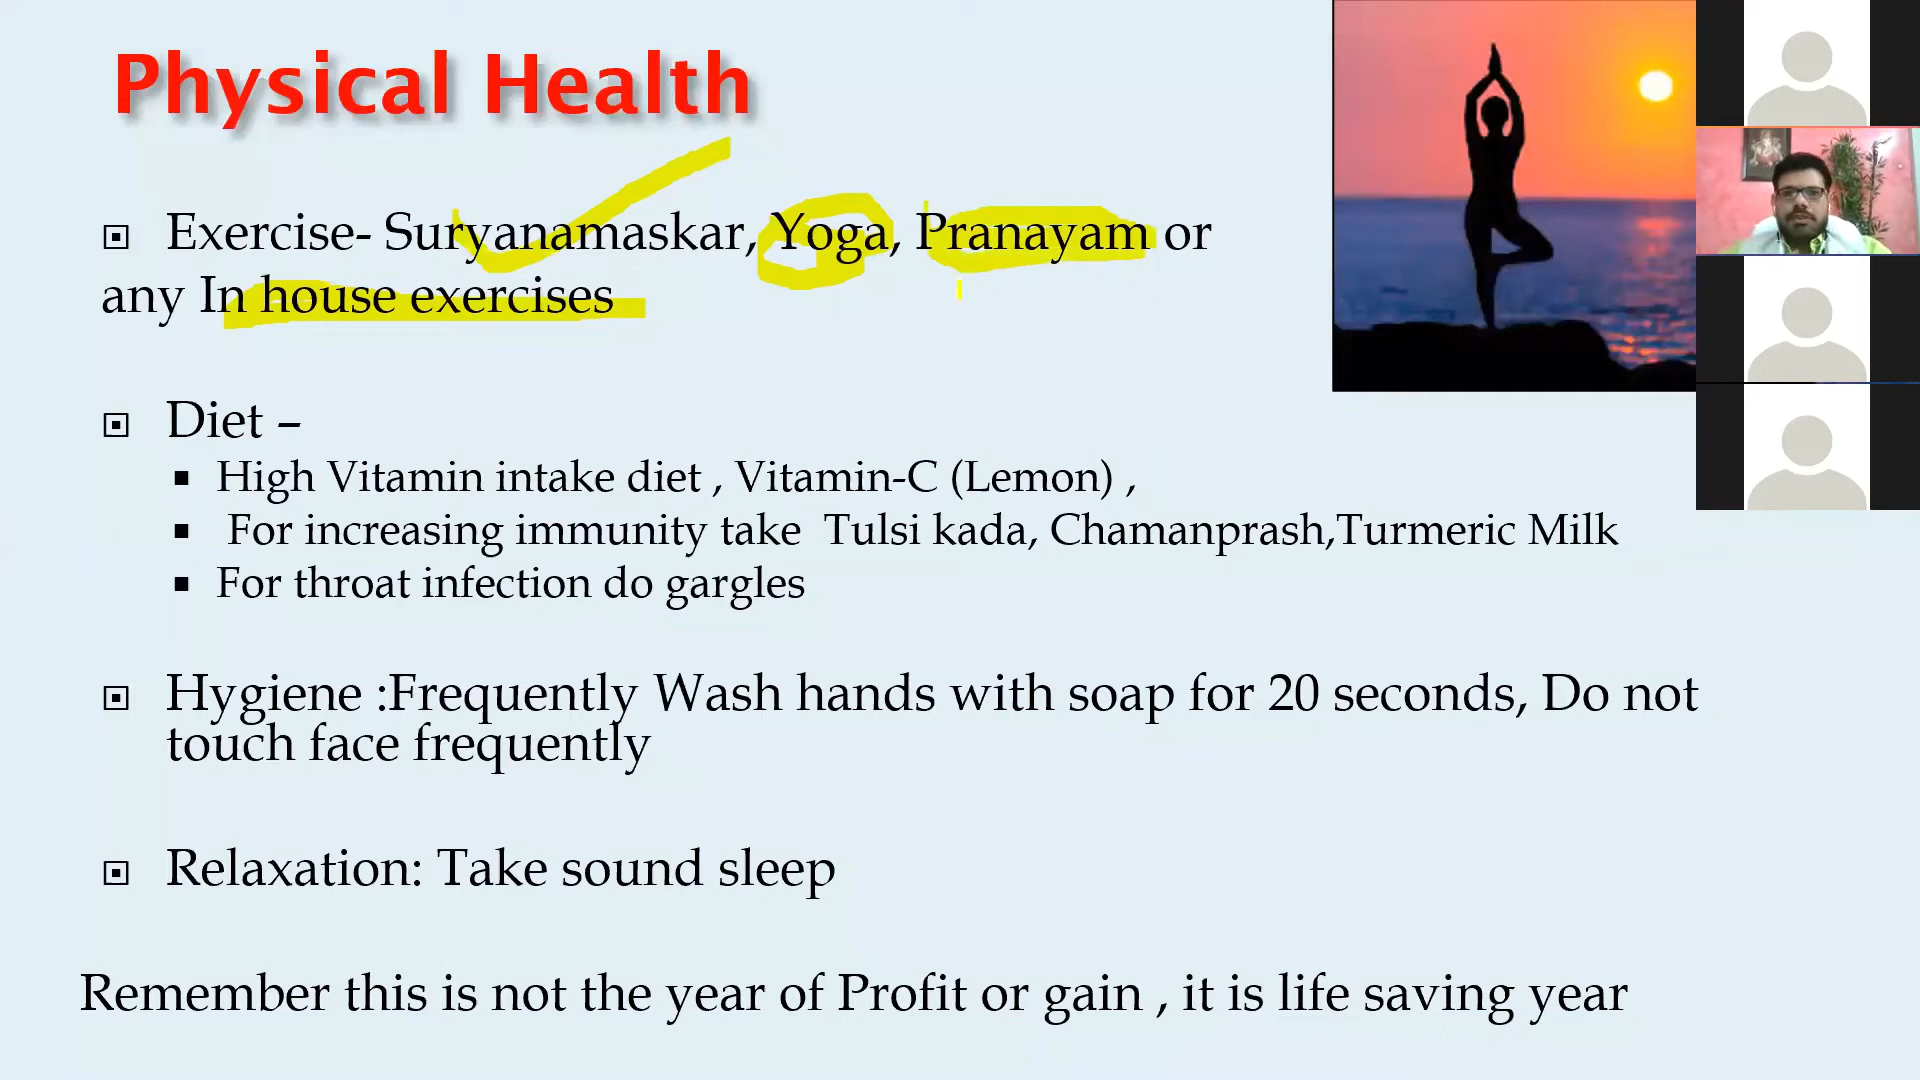 Physical Health
Exercise- Suryanamaskar, Yoga, Pranayam or
any In house exercises
Diet –
High Vitamin intake diet , Vitamin-C (Lemon) ,
For increasing immunity take Tulsi kada, Chamanprash,Turmeric Milk
For throat infection do gargles
Hygiene :Frequently Wash hands with soap for 20 seconds, Do not
touch face frequently
Relaxation: Take sound sleep
Remember this is not the year of Profit or gain , it is life saving year